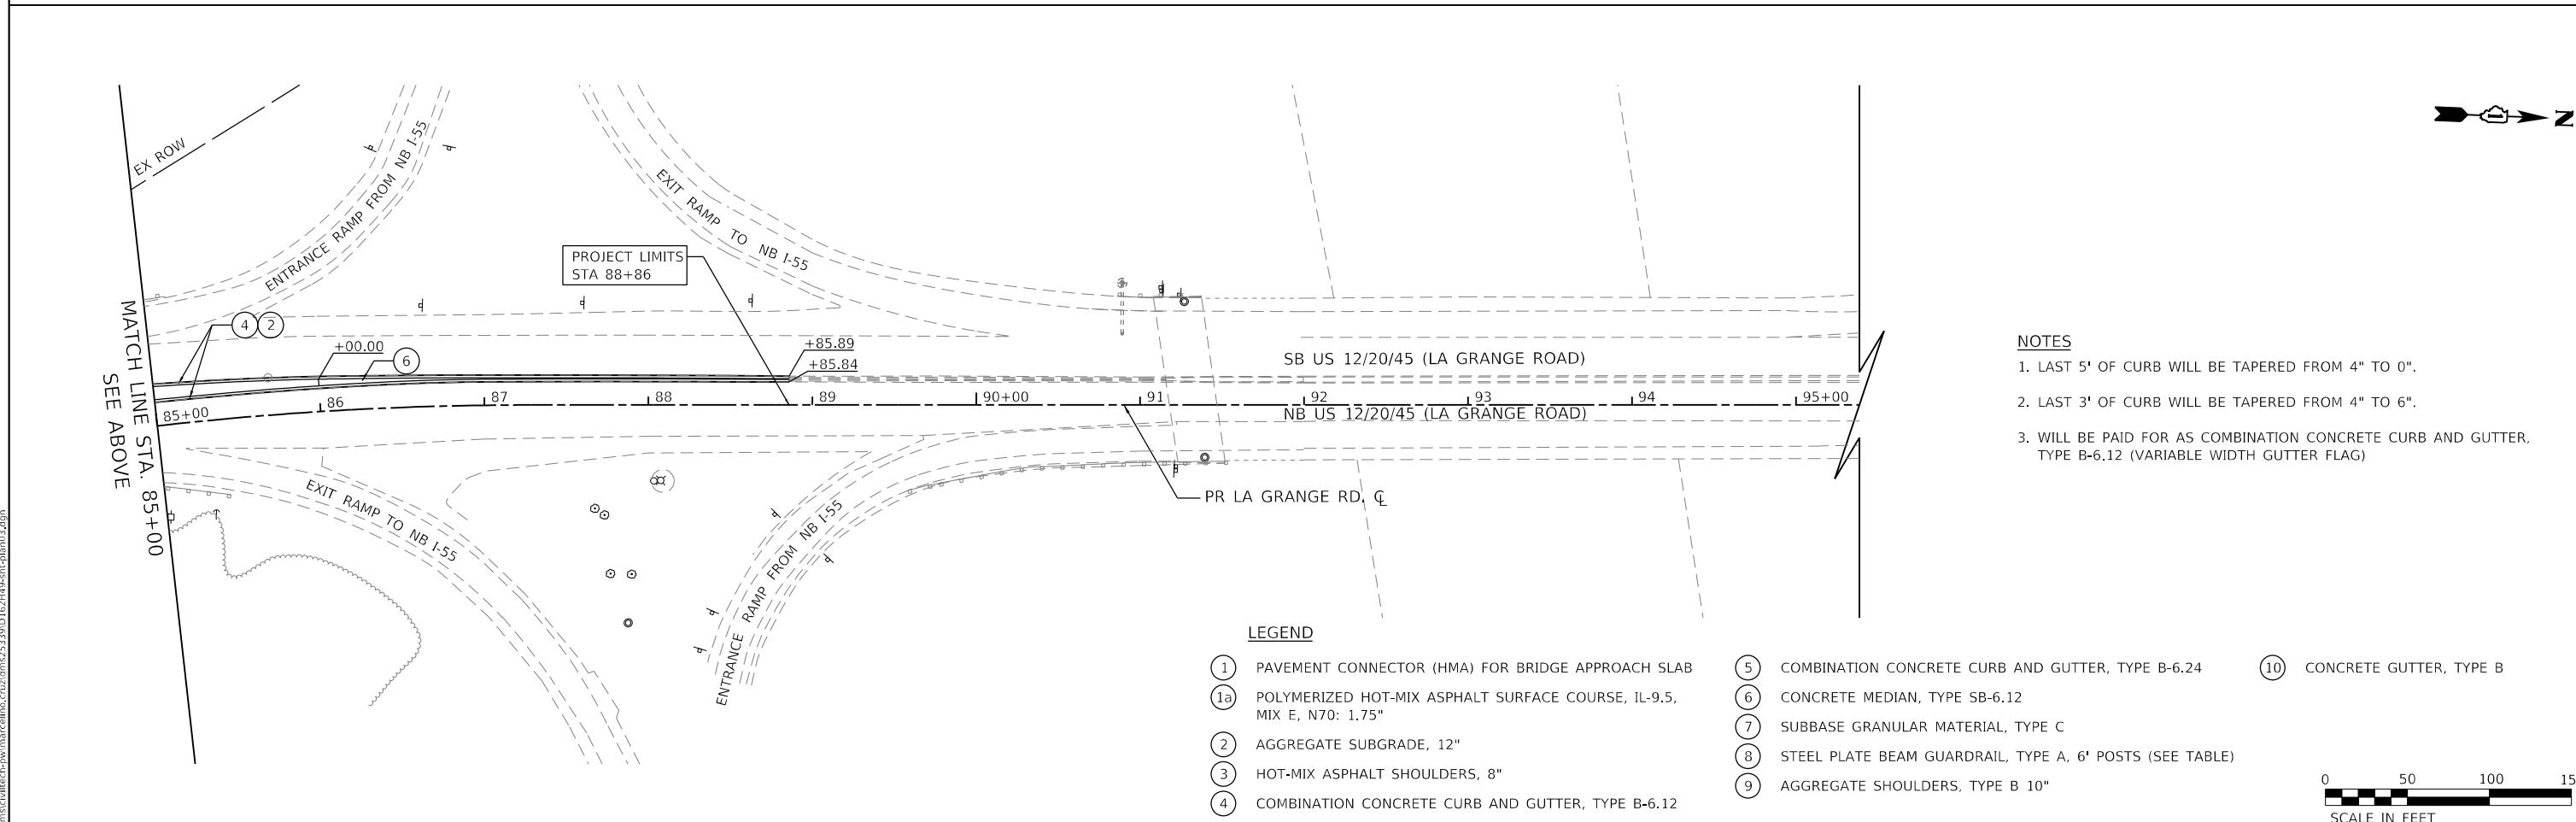 EX ROW
ENTRANCE RAMP FROM NB I-55
EXIT RAMP TO NB I-55
N
PROJECT LIMITS
STA 88+86
MATCH LINE STA. 85+00
SEE ABOVE
4 2
+00.00
6
+85.89
+85.84
SB US 12/20/45 (LA GRANGE ROAD)
85+00 86 87 88 89 90+00 91 92 93 94 95+00
NB US 12/20/45 (LA GRANGE ROAD)
EXIT RAMP TO NB I-55
ENTRANCE RAMP FROM NB I-55
PR LA GRANGE RD. ℄
NOTES
1. LAST 5' OF CURB WILL BE TAPERED FROM 4" TO 0".
2. LAST 3' OF CURB WILL BE TAPERED FROM 4" TO 6".
3. WILL BE PAID FOR AS COMBINATION CONCRETE CURB AND GUTTER,
TYPE B-6.12 (VARIABLE WIDTH GUTTER FLAG)
LEGEND
1 PAVEMENT CONNECTOR (HMA) FOR BRIDGE APPROACH SLAB
1a POLYMERIZED HOT-MIX ASPHALT SURFACE COURSE, IL-9.5,
MIX E, N70: 1.75"
2 AGGREGATE SUBGRADE, 12"
3 HOT-MIX ASPHALT SHOULDERS, 8"
4 COMBINATION CONCRETE CURB AND GUTTER, TYPE B-6.12
5 COMBINATION CONCRETE CURB AND GUTTER, TYPE B-6.24
6 CONCRETE MEDIAN, TYPE SB-6.12
7 SUBBASE GRANULAR MATERIAL, TYPE C
8 STEEL PLATE BEAM GUARDRAIL, TYPE A, 6' POSTS (SEE TABLE)
9 AGGREGATE SHOULDERS, TYPE B 10"
10 CONCRETE GUTTER, TYPE B
0 50 100
SCALE IN FEET